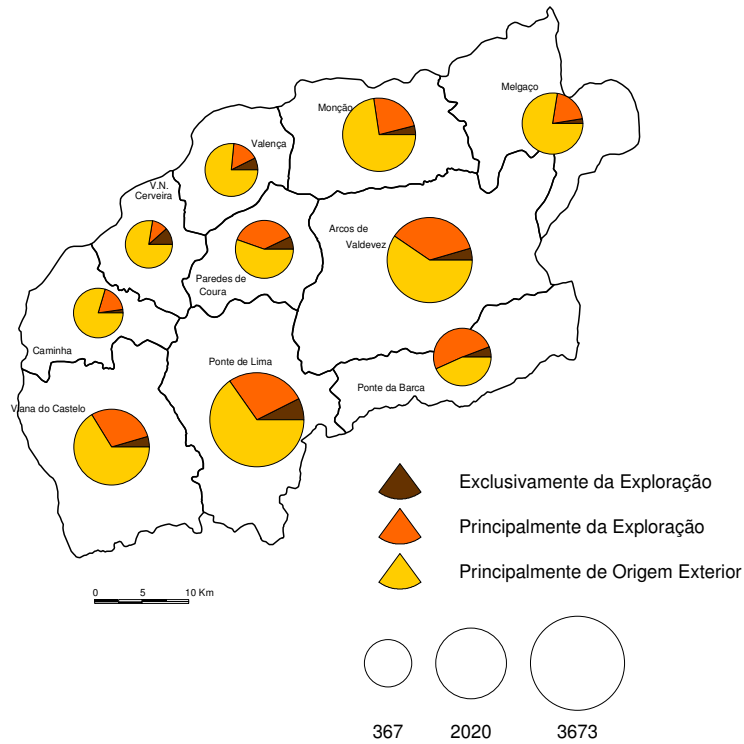 Melgaço
Monção
Valença
V.N.
Cerveira
Arcos de
Valdevez
Paredes de
Coura
Caminha
Ponte de Lima
Ponte da Barca
Viana do Castelo
Exclusivamente da Exploração
Principalmente da Exploração
Principalmente de Origem Exterior
0 5 10 Km
367 2020 3673